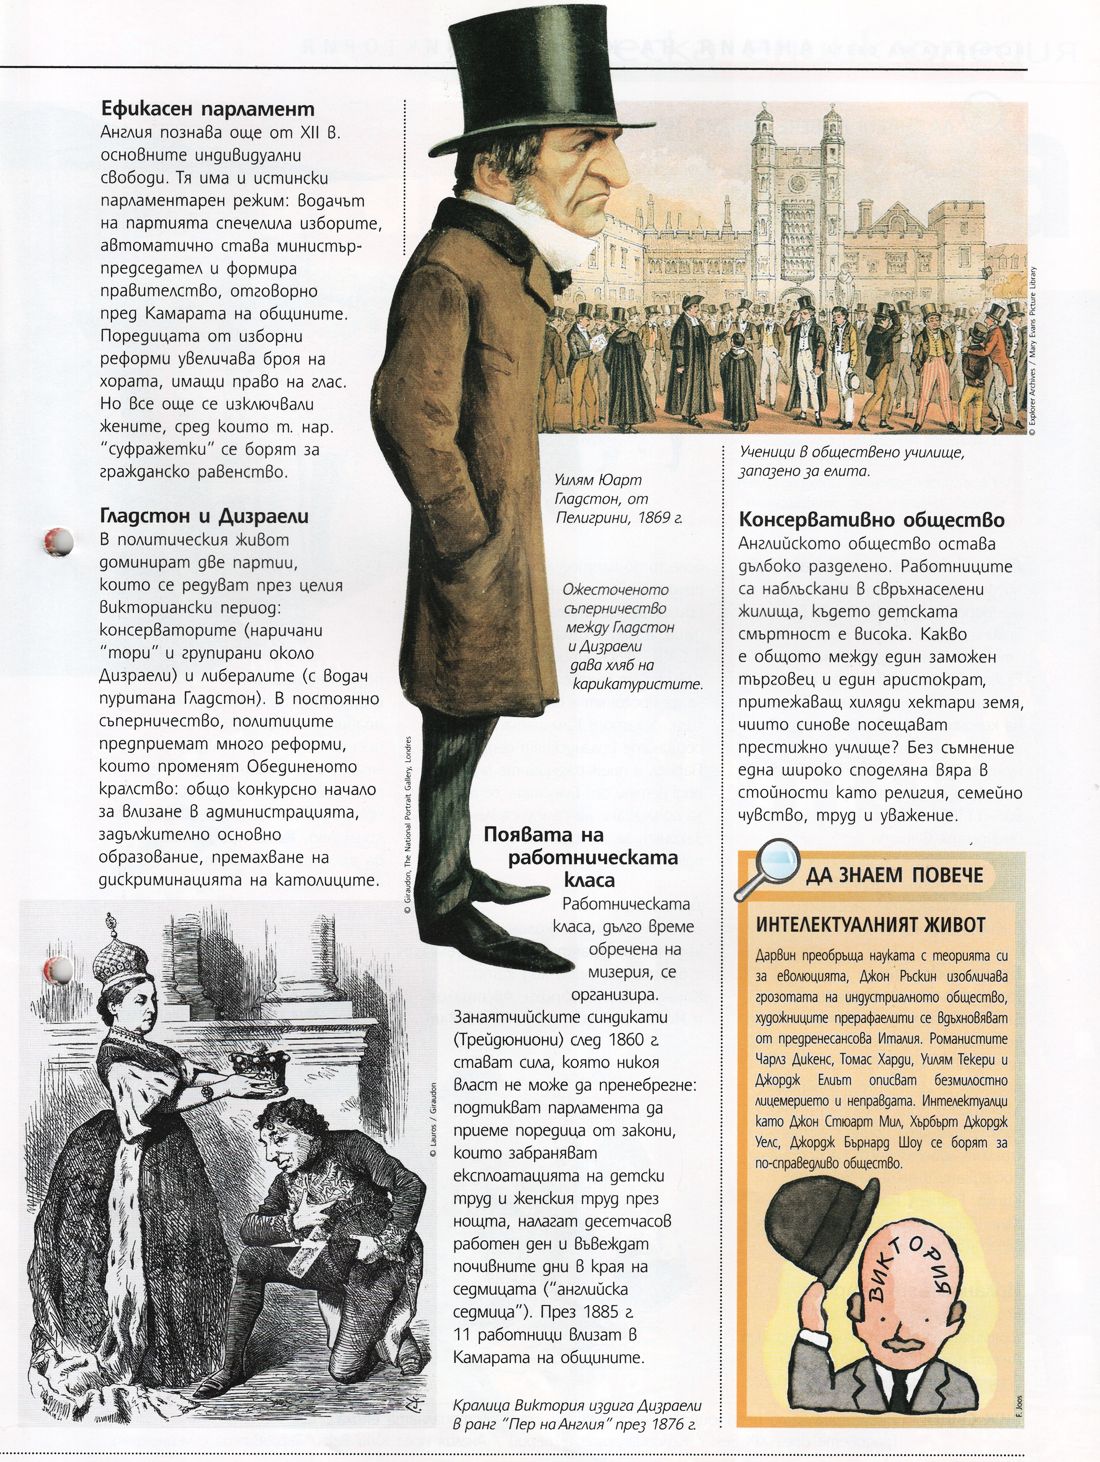 Ефикасен парламент
Англия познава още от XII в.
основните индивидуални
свободи. Тя има и истински
парламентарен режим: Водачът
на партията спечелила изборите,
автоматично става министър-
председател и формира
правителство, отговорно
пред Камарата на общините.
Поредицата от изборни
реформи увеличава броя на
хората, имащи право на глас.
Но все още се изключвали
жените, сред които т. нар.
"суфражетки" се борят за
гражданско равенство.
Гладстон и Дизраели
В политическия живот
доминират две партии,
които се редуват през целия
викториански период:
консерваторите (наричани
"тори" и групирани около
Дизраели) и либералите (с водач
пуритана Гладстон). В постоянно
съперничество, политиците
предприемат много реформи,
които променят Обединеното
кралство: общо конкурсно начало
за влизане в администрацията,
задължително основно
образование, премахване на
дискриминацията на католиците.
© Giraudon, The National Portrait Gallery, Londres
© Lauros / Giraudon
Уилям Юарт
Гладстон, от
Пелигрини, 1869 г.
Ожесточеното
съперничество
между Гладстон
и Дизраели
дава хляб на
карикатуристите.
Появата на
работническата
класа
Работническата
класа, дълго време
обречена на
мизерия, се
организира.
Занаятчийските синдикати
(Трейдюниони) след 1860 г.
стават сила, която никоя
власт не може да пренебрегне:
подтикват парламента да
приеме поредица от закони,
които забраняват
експлоатацията на детски
труд и женския труд през
нощта, налагат десетчасов
работен ден и въвеждат
почивните дни в края на
седмицата ("английска
седмица"). През 1885 г.
11 работници влизат в
Камарата на общините.
Кралица Виктория издига Дизраели
в ранг "Пер на Англия" през 1876 г.
© Explorer Archives / Mary Evans Picture Library
Ученици в обществено училище,
запазено за елита.
Консервативно общество
Английското общество остава
дълбоко разделено. Работниците
са наблъскани в свръхнаселени
жилища, където детската
смъртност е висока. Какво
е общото между един заможен
търговец и един аристократ,
притежаващ хиляди хектари земя,
чиито синове посещават
престижно учлище? Без съмнение
една широко споделяна вяра в
стойности като религия, семейно
чувство, труд и уважение.
ДА ЗНАЕМ ПОВЕЧЕ
ИНТЕЛЕКТУАЛНИЯТ ЖИВОТ
Дарвин преобръща науката с теорията си
за еволюцията, Джон Ръскин изобличава
грозотата на индустриалното общество,
художниците прерафаелити се вдъхновяват
от предренесансова Италия. Романистите
Чарлз Дикенс, Томас Харди, Уилям Текери и
Джордж Елиът описват безмилостно
лицемерието и неправдата. Интелектуалци
като Джон Стюарт Мил, Хърбърт Джордж
Уелс, Джордж Бърнард Шоу се борят за
по-справедливо общество.
ВИКТОРИЯ
F. Joos